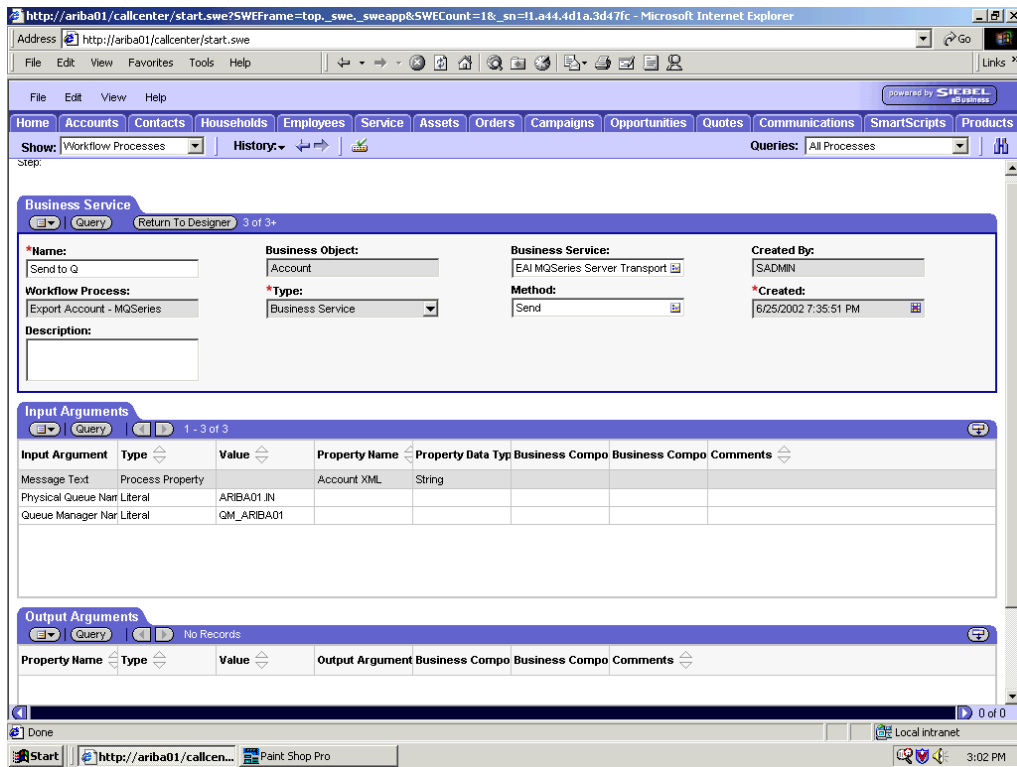 http://ariba01/callcenter/start.swe?SWEFrame=top._swe._sweapp&SWECount=1&_sn=!1.a44.4d1a.3d47fc - Microsoft Internet Explorer
Address http://ariba01/callcenter/start.swe Go
File Edit View Favorites Tools Help Links »
File Edit View Help powered by SIEBEL eBusiness
Home Accounts Contacts Households Employees Service Assets Orders Campaigns Opportunities Quotes Communications SmartScripts Products
Show: Workflow Processes History: Queries: All Processes
Step:
Business Service
Query Return To Designer 3 of 3+
*Name: Business Object: Business Service: Created By:
Send to Q Account EAI MQSeries Server Transport SADMIN
Workflow Process: *Type: Method: *Created:
Export Account - MQSeries Business Service Send 6/25/2002 7:35:51 PM
Description:
Input Arguments
Query 1 - 3 of 3
Input Argument Type Value Property Name Property Data Typ Business Compo Business Compo Comments
Message Text Process Property Account XML String
Physical Queue Nam Literal ARIBA01.IN
Queue Manager Nar Literal QM_ARIBA01
Output Arguments
Query No Records
Property Name Type Value Output Argument Business Compo Business Compo Comments
0 of 0
Done Local intranet
Start http://ariba01/callcen... Paint Shop Pro 3:02 PM